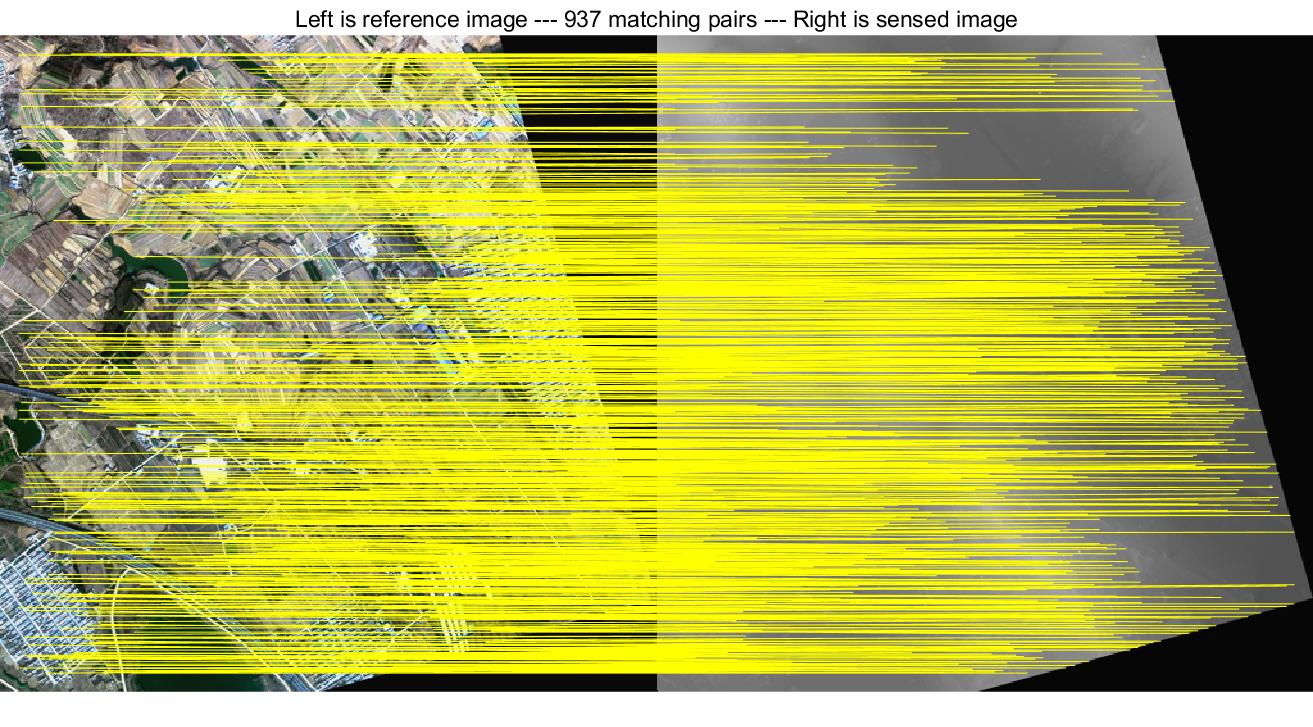 Left is reference image --- 937 matching pairs --- Right is sensed image